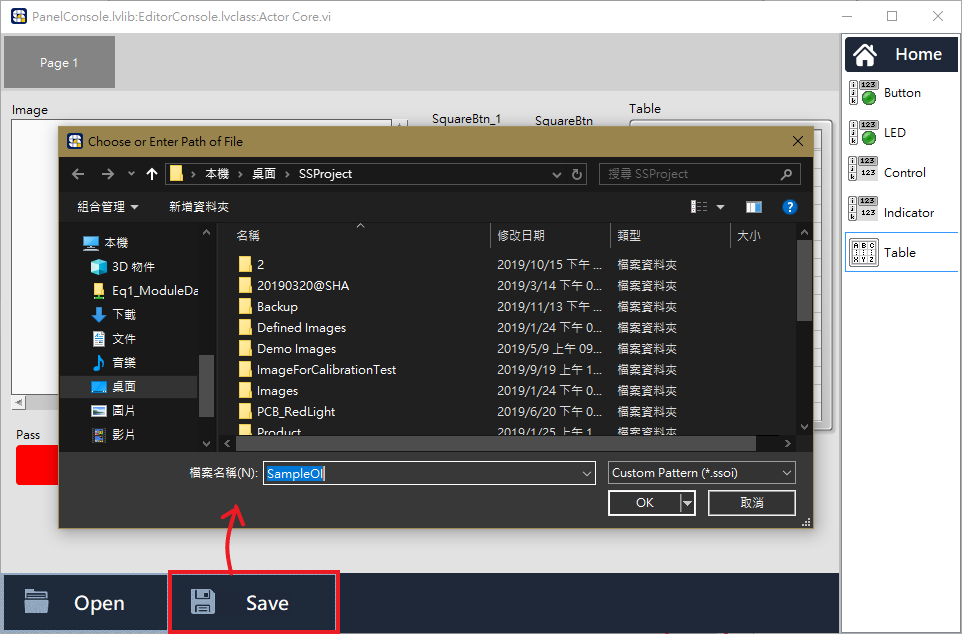 PanelConsole.lvlib:EditorConsole.lvclass:Actor Core.vi
Page 1
Home
Button
LED
Control
Indicator
Table
Image
SquareBtn_1
SquareBtn
Table
Choose or Enter Path of File
本機 › 桌面 › SSProject
搜尋 SSProject
組合管理
新增資料夾
本機
3D 物件
Eq1_ModuleDa
下載
文件
音樂
桌面
圖片
影片
名稱 修改日期 類型 大小
2 2019/10/15 下午 ... 檔案資料夾
20190320@SHA 2019/3/14 下午 0... 檔案資料夾
Backup 2019/11/13 下午 ... 檔案資料夾
Defined Images 2019/1/24 下午 0... 檔案資料夾
Demo Images 2019/5/9 上午 09... 檔案資料夾
ImageForCalibrationTest 2019/9/19 上午 1... 檔案資料夾
Images 2019/1/24 下午 0... 檔案資料夾
PCB_RedLight 2019/6/20 下午 0... 檔案資料夾
Product 2019/1/25 上午 1... 檔案資料夾
檔案名稱(N): SampleOI
Custom Pattern (*.ssoi)
OK
取消
Pass
Open
Save